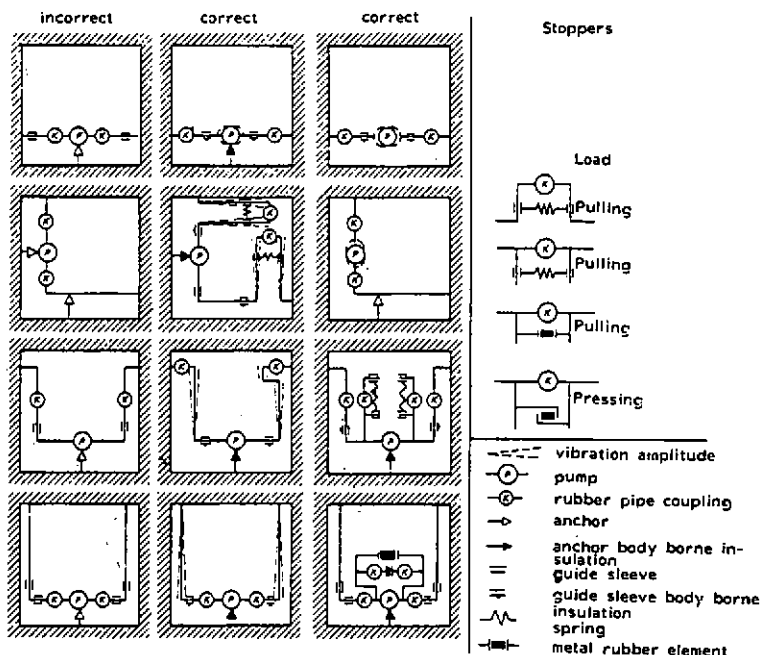 incorrect
correct
correct
Stoppers
Load
K
Pulling
K
Pulling
K
Pulling
K
Pressing
K P K
K P K
K P K
K
P
K
K
K
P
K
P
K
K
K
P
K
K
P
K
K
K
K
K
P
K P K
K P K
K
K
K P K
vibration amplitude
P pump
K rubber pipe coupling
anchor
anchor body borne in-
sulation
guide sleeve
guide sleeve body borne
insulation
spring
metal rubber element